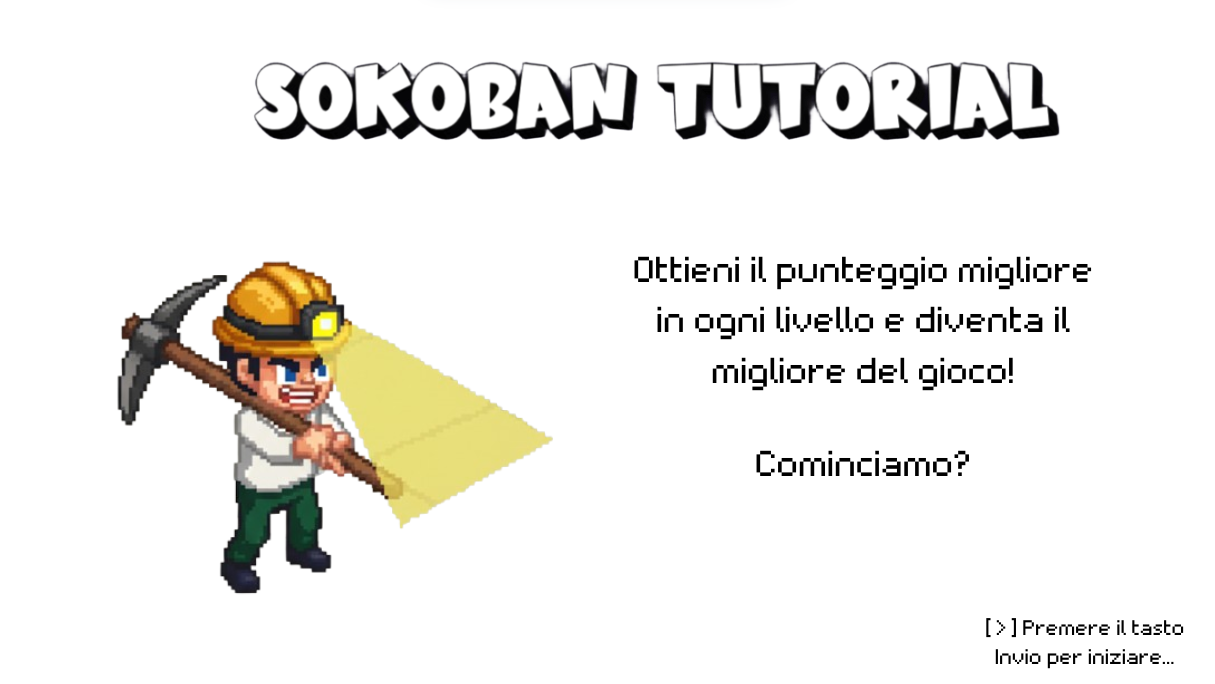 SOKOBAN TUTORIAL
Ottieni il punteggio migliore
in ogni livello e diventa il
migliore del gioco!
Cominciamo?
[>] Premere il tasto
Invio per iniziare...